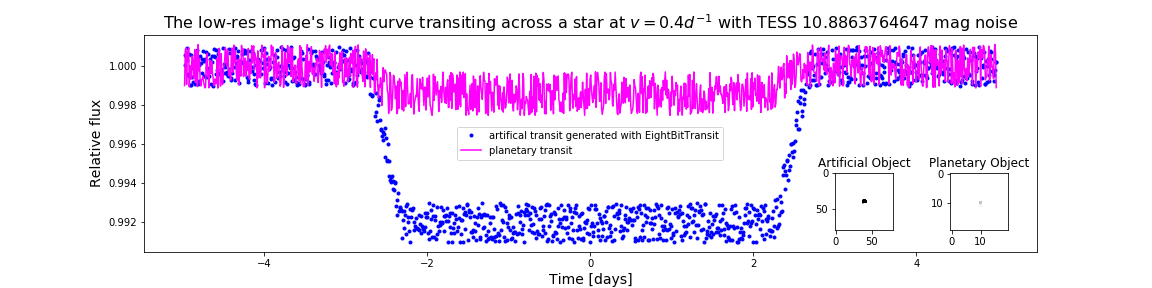 The low-res image's light curve transiting across a star at v = 0.4d⁻¹ with TESS 10.8863764647 mag noise
Relative flux
1.000
0.998
0.996
0.994
0.992
artifical transit generated with EightBitTransit
planetary transit
Artificial Object
0
50
0
50
Planetary Object
0
10
0
10
−4
−2
0
2
4
Time [days]